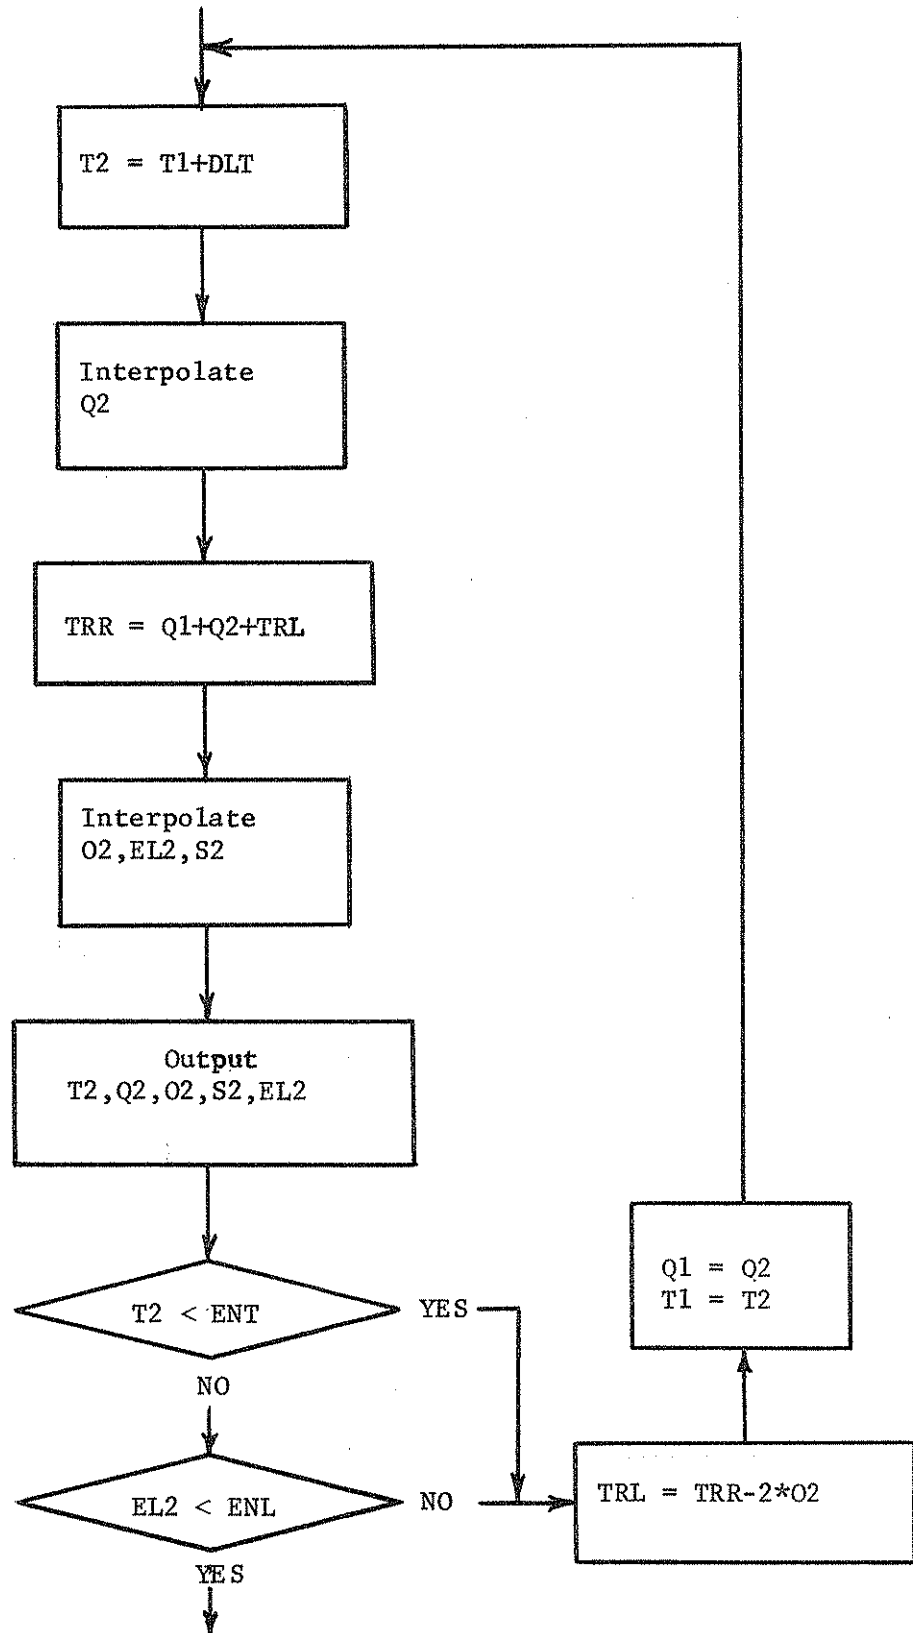 T2 = T1+DLT
Interpolate
Q2
TRR = Q1+Q2+TRL
Interpolate
O2,EL2,S2
Output
T2,Q2,O2,S2,EL2
T2 < ENT
YES
NO
EL2 < ENL
NO
YES
TRL = TRR-2*O2
Q1 = Q2
T1 = T2